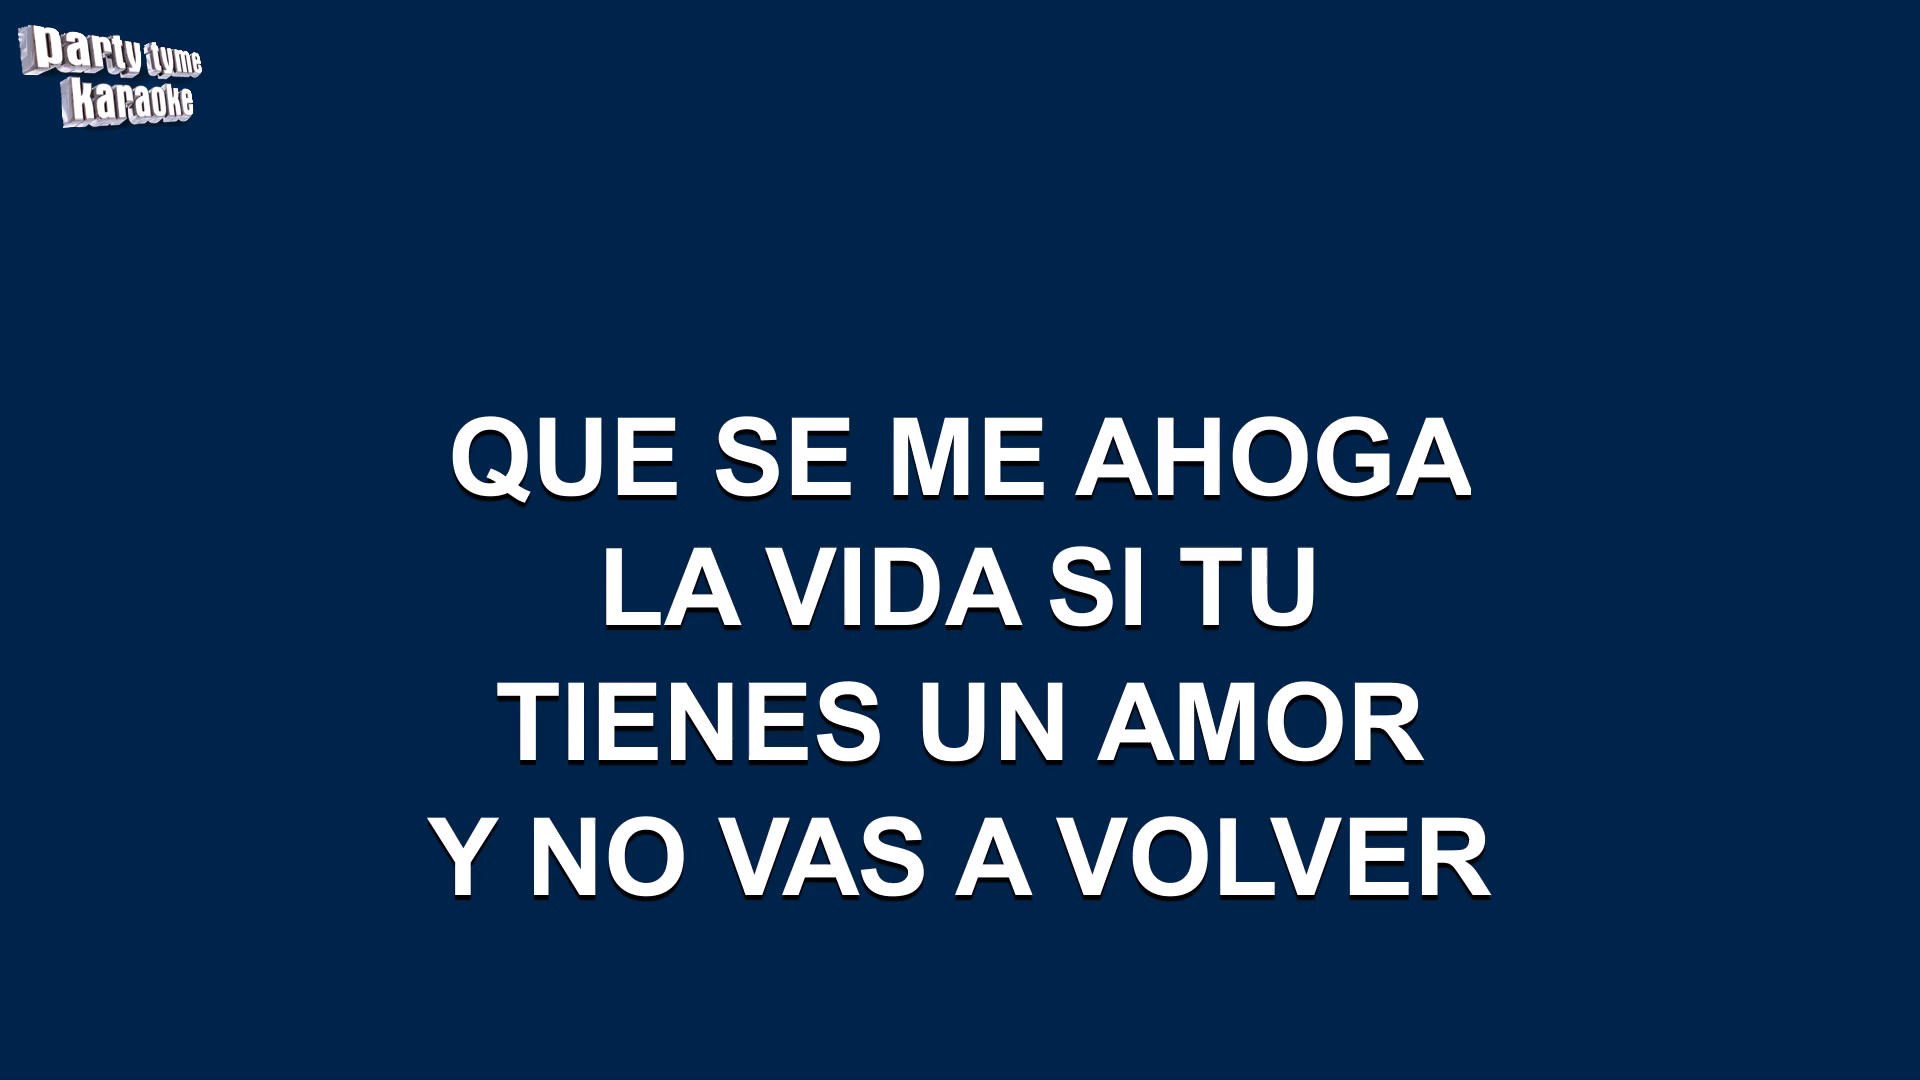 party tyme
karaoke
QUE SE ME AHOGA
LA VIDA SI TU
TIENES UN AMOR
Y NO VAS A VOLVER